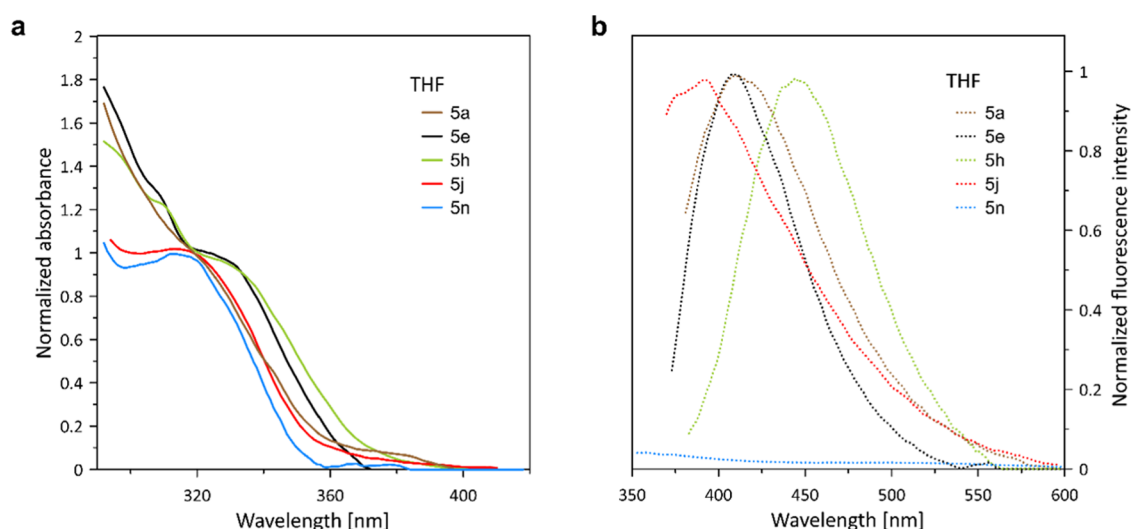 a
2
1.8
1.6
1.4
1.2
1
0.8
0.6
0.4
0.2
0
320
360
400
Normalized absorbance
Wavelength [nm]
THF
5a
5e
5h
5j
5n
b
THF
5a
5e
5h
5j
5n
1
0.8
0.6
0.4
0.2
0
350
400
450
500
550
600
Wavelength [nm]
Normalized fluorescence intensity